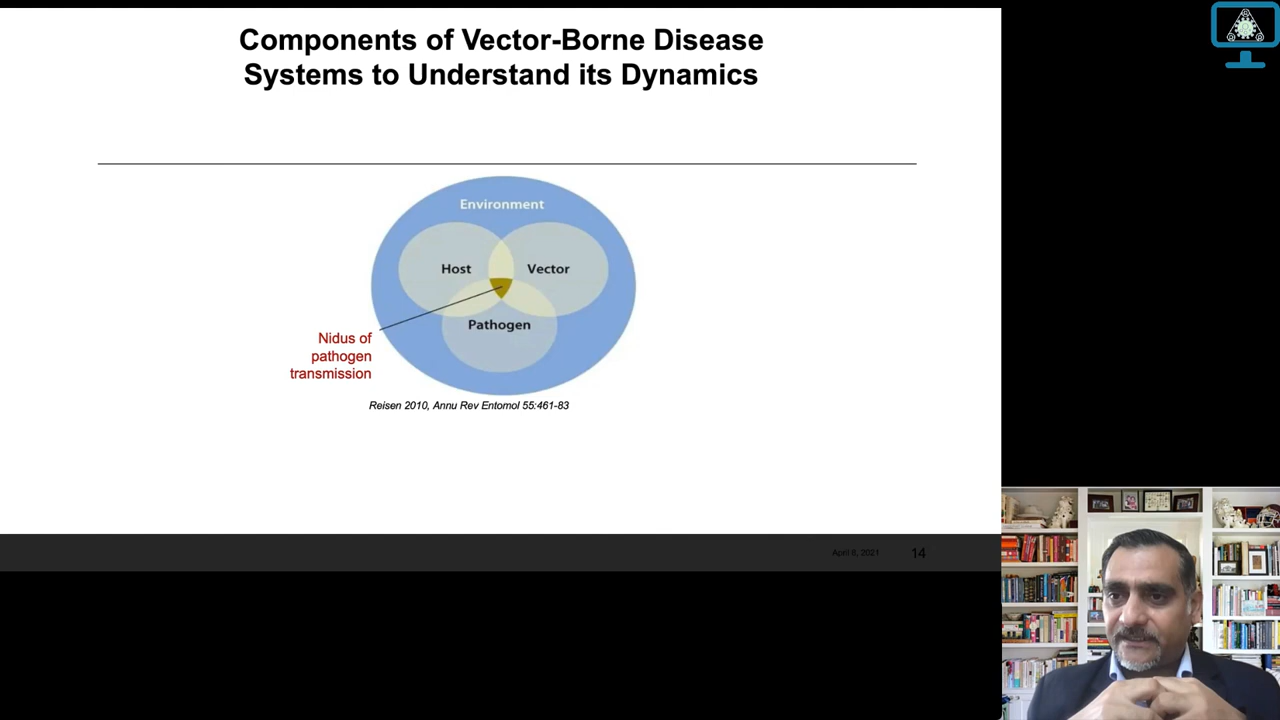 Components of Vector-Borne Disease
Systems to Understand its Dynamics
Environment
Host
Vector
Pathogen
Nidus of
pathogen
transmission
Reisen 2010, Annu Rev Entomol 55:461-83
April 8, 2021
14